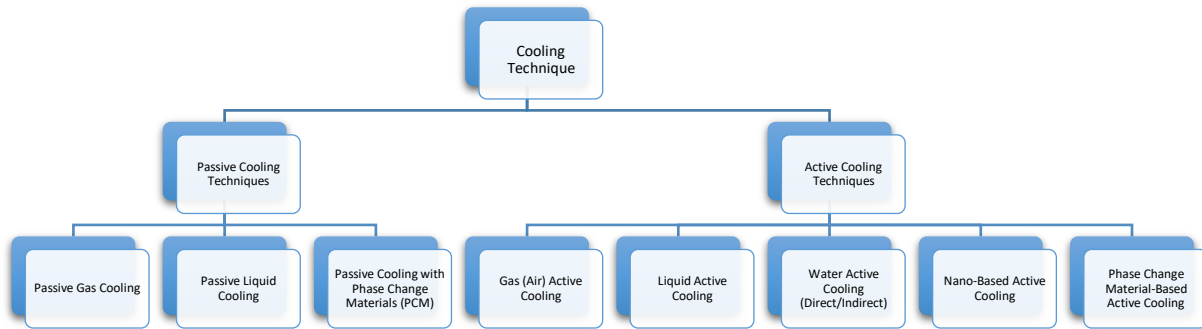 Cooling
Technique
Passive Cooling
Techniques
Active Cooling
Techniques
Passive Gas Cooling
Passive Liquid
Cooling
Passive Cooling with
Phase Change
Materials (PCM)
Gas (Air) Active
Cooling
Liquid Active
Cooling
Water Active
Cooling
(Direct/Indirect)
Nano-Based Active
Cooling
Phase Change
Material-Based
Active Cooling